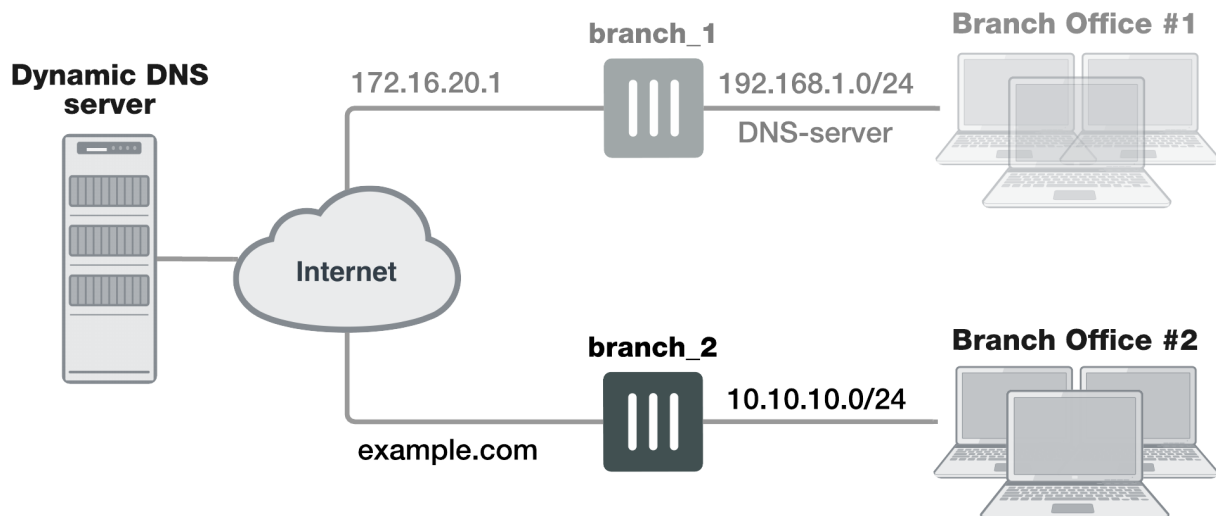 Branch Office #1
branch_1
Dynamic DNS
server
172.16.20.1
192.168.1.0/24
DNS-server
Internet
branch_2
Branch Office #2
10.10.10.0/24
example.com